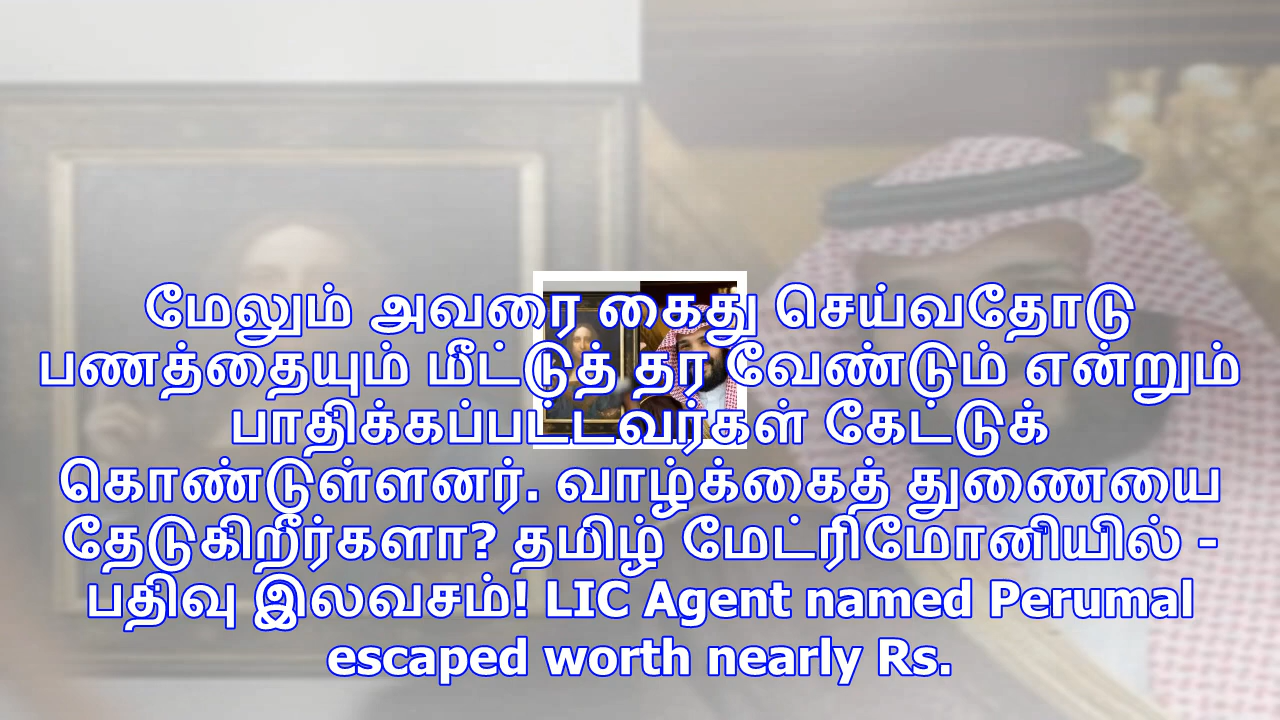 மேலும் அவரை கைது செய்வதோடு
பணத்தையும் மீட்டுத் தர வேண்டும் என்றும்
பாதிக்கப்பட்டவர்கள் கேட்டுக்
கொண்டுள்ளனர். வாழ்க்கைத் துணையை
தேடுகிறீர்களா? தமிழ் மேட்ரிமோனியில் -
பதிவு இலவசம்! LIC Agent named Perumal
escaped worth nearly Rs.